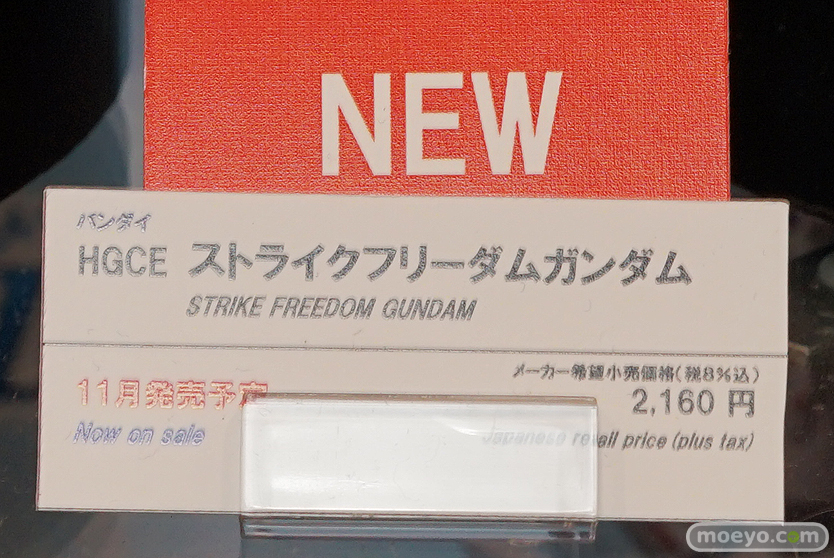 NEW
バンダイ
HGCE ストライクフリーダムガンダム
STRIKE FREEDOM GUNDAM
メーカー希望小売価格(税8%込)
11月発売予定
2,160 円
Now on sale
Japanese retail price (plus tax)
moeyo.com